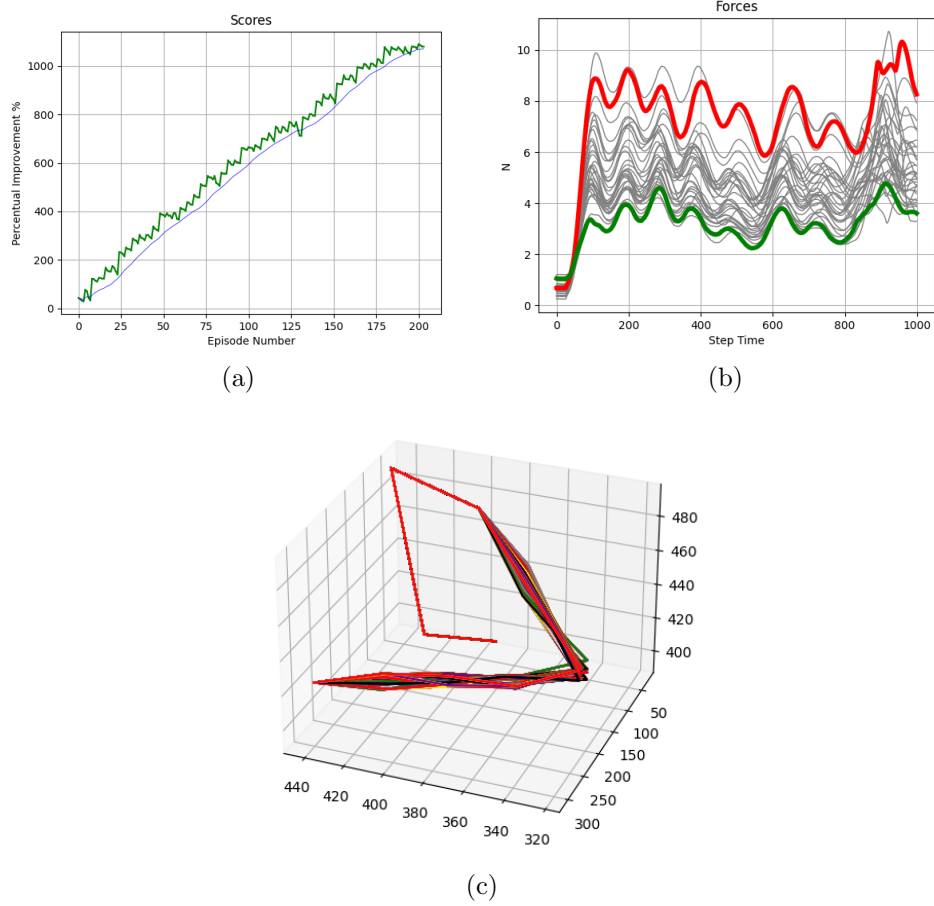 Scores
Percentual Improvement %
1000
800
600
400
200
0
0 25 50 75 100 125 150 175 200
Episode Number
(a)
Forces
N
10
8
6
4
2
0
0 200 400 600 800 1000
Step Time
(b)
480
460
440
420
400
50
100
150
200
250
300
440 420 400 380 360 340 320
(c)